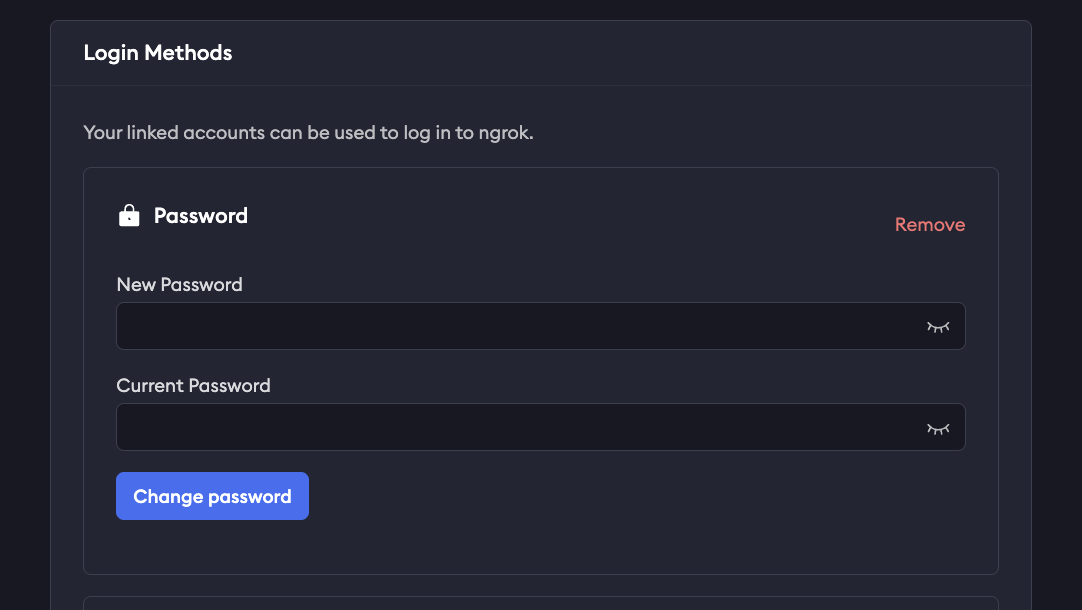 Login Methods
Your linked accounts can be used to log in to ngrok.
Password
Remove
New Password
Current Password
Change password